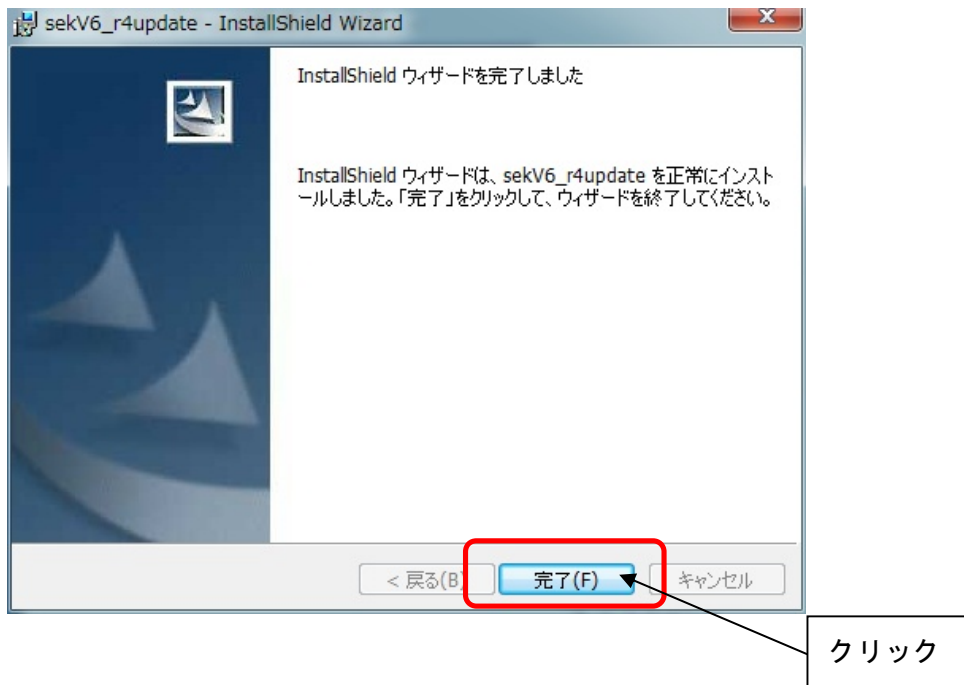 sekV6_r4update - InstallShield Wizard
InstallShield ウィザードを完了しました
InstallShield ウィザードは、sekV6_r4update を正常にインスト
ールしました。「完了」をクリックして、ウィザードを終了してください。
< 戻る(B)
完了(F)
キャンセル
クリック